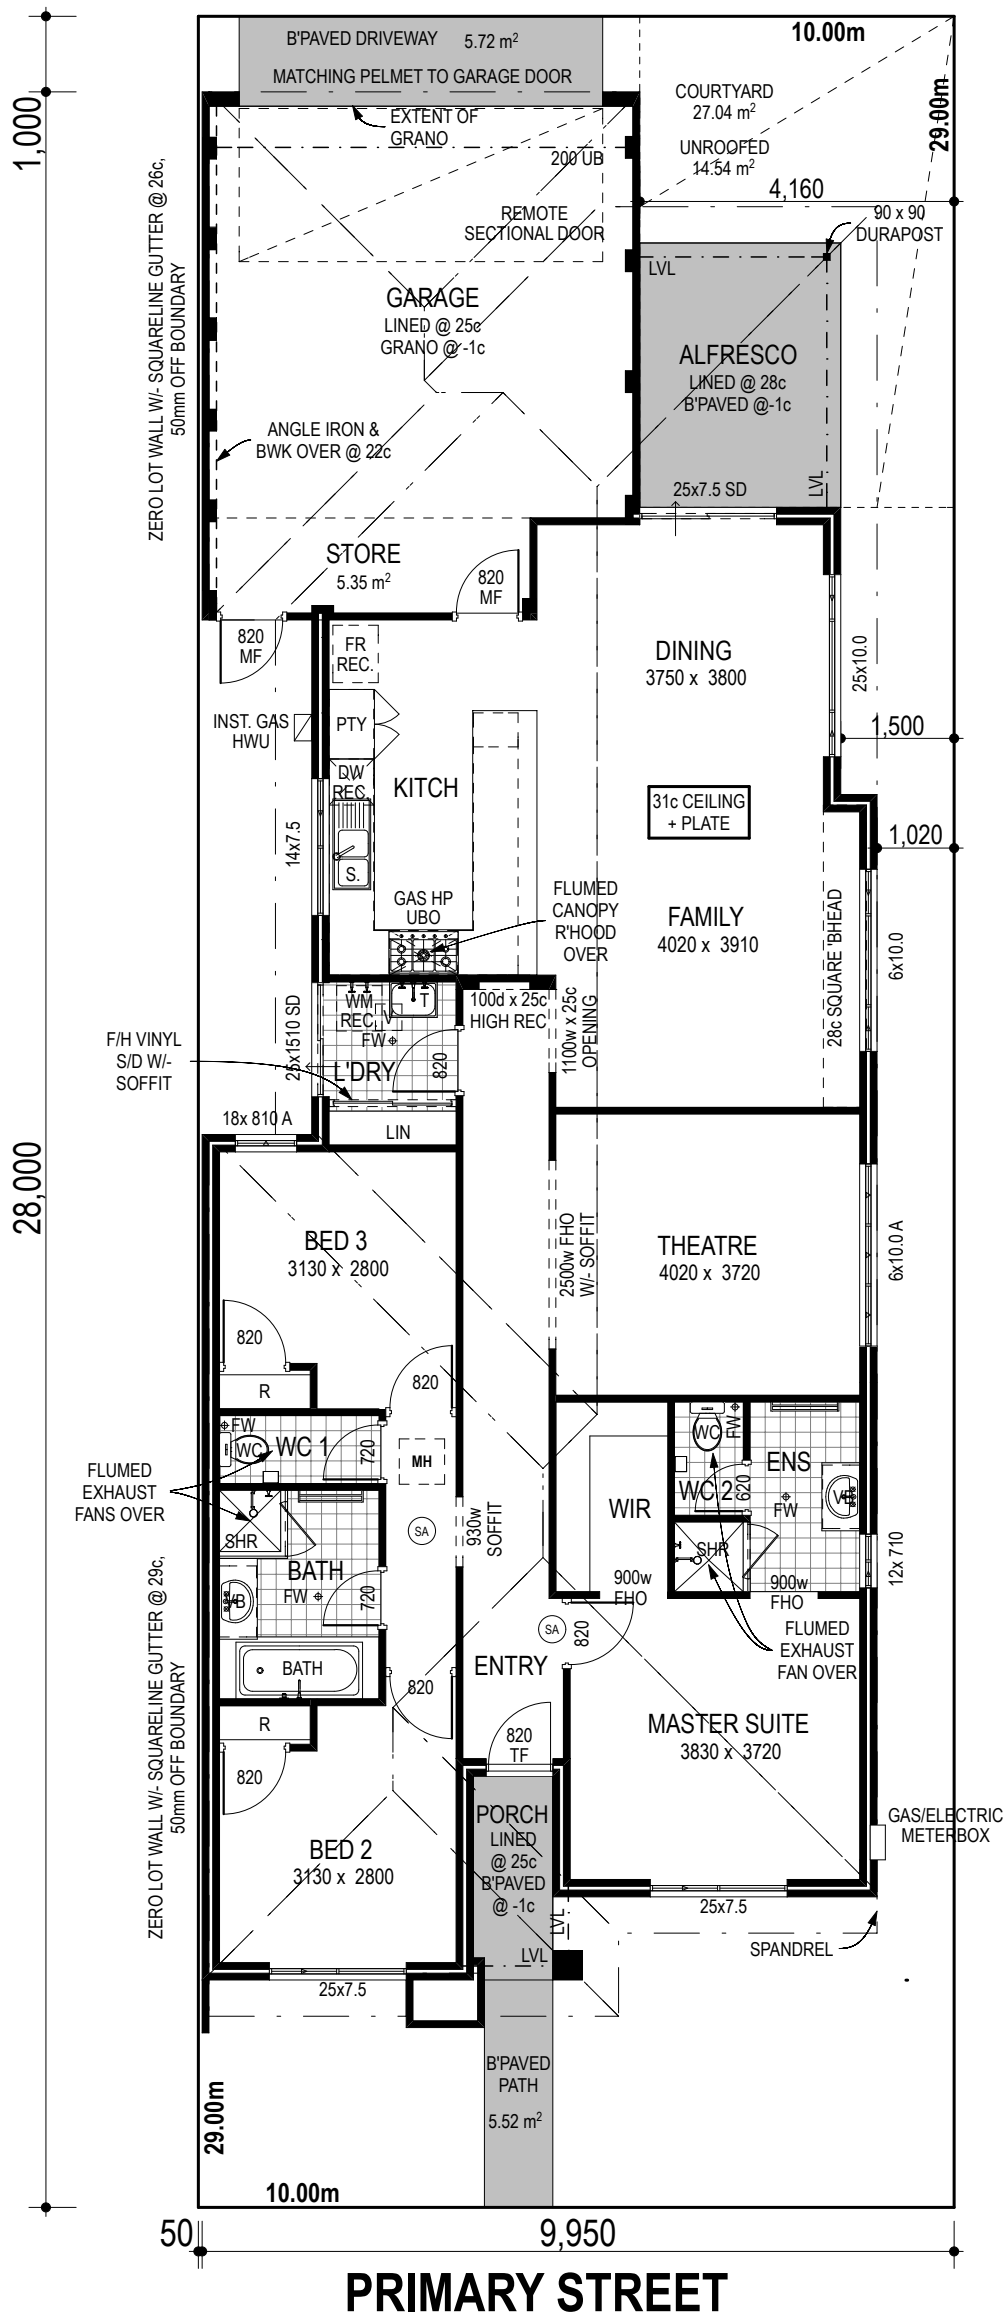 B'PAVED DRIVEWAY 5.72 m²
MATCHING PELMET TO GARAGE DOOR
10.00m
29.00m
1,000
COURTYARD
27.04 m²
UNROOFED
14.54 m²
EXTENT OF
GRANO
200 UB
REMOTE
SECTIONAL DOOR
4,160
90 x 90
DURAPOST
ZERO LOT WALL W/- SQUARELINE GUTTER @ 26c,
50mm OFF BOUNDARY
LVL
GARAGE
LINED @ 25c
GRANO @ -1c
ALFRESCO
LINED @ 28c
B'PAVED @-1c
LVL
ANGLE IRON &
BWK OVER @ 22c
25x7.5 SD
STORE
5.35 m²
820
MF
820
MF
FR
REC.
DINING
3750 x 3800
25x10.0
INST. GAS
HWU
PTY
1,500
DW
REC.
KITCH
31c CEILING
+ PLATE
14x7.5
S.
1,020
GAS HP
UBO
FLUMED
CANOPY
R'HOOD
OVER
FAMILY
4020 x 3910
28c SQUARE 'BHEAD
6x10.0
WM
REC.
V
T
FW
100d x 25c
HIGH REC
1100w x 25c
OPENING
F/H VINYL
S/D W/-
SOFFIT
25x1510 SD
L'DRY
820
18x 810 A
LIN
28,000
BED 3
3130 x 2800
2500w FHO
W/- SOFFIT
THEATRE
4020 x 3720
6x10.0 A
820
R
820
FW
WC
WC 1
720
MH
FLUMED
EXHAUST
FANS OVER
WC
FW
WC 2
620
ENS
FW
VB
WIR
SHR
BATH
SA
930w
SOFFIT
SHR
12x 710
VB
FW
720
900w
FHO
900w
FHO
FLUMED
EXHAUST
FAN OVER
ZERO LOT WALL W/- SQUARELINE GUTTER @ 29c,
50mm OFF BOUNDARY
BATH
SA
820
ENTRY
820
R
820
820
TF
MASTER SUITE
3830 x 3720
PORCH
LINED
@ 25c
B'PAVED
@ -1c
GAS/ELECTRIC
METERBOX
BED 2
3130 x 2800
25x7.5
LVL
LVL
SPANDREL
25x7.5
B'PAVED
PATH
5.52 m²
29.00m
10.00m
50
9,950
PRIMARY STREET